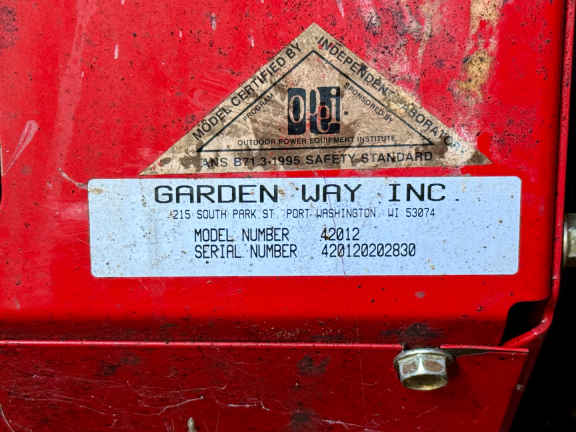 MODEL CERTIFIED BY INDEPENDENT LABORATORY
PROGRAM SPONSORED BY
opei
OUTDOOR POWER EQUIPMENT INSTITUTE
ANS B71.3-1995 SAFETY STANDARD
GARDEN WAY INC.
215 SOUTH PARK ST. PORT WASHINGTON, WI 53074
MODEL NUMBER 42012
SERIAL NUMBER 420120202830